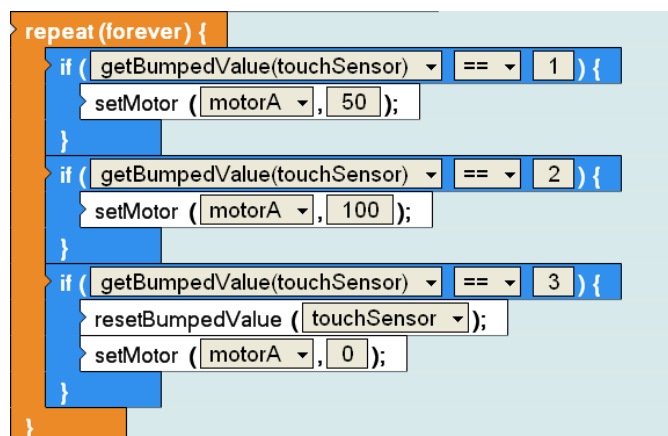 repeat (forever) {
if ( getBumpedValue(touchSensor) == 1 ) {
setMotor ( motorA , 50 );
}
if ( getBumpedValue(touchSensor) == 2 ) {
setMotor ( motorA , 100 );
}
if ( getBumpedValue(touchSensor) == 3 ) {
resetBumpedValue ( touchSensor );
setMotor ( motorA , 0 );
}
}